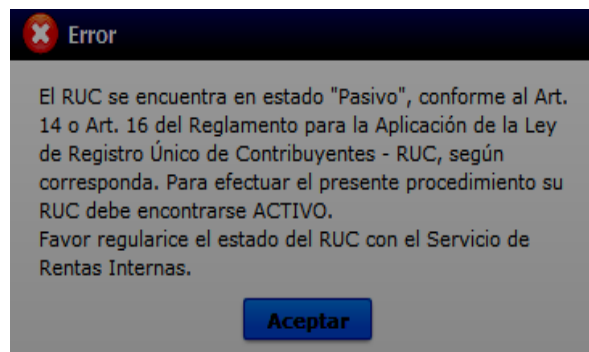 Error
El RUC se encuentra en estado "Pasivo", conforme al Art.
14 o Art. 16 del Reglamento para la Aplicación de la Ley
de Registro Único de Contribuyentes - RUC, según
corresponda. Para efectuar el presente procedimiento su
RUC debe encontrarse ACTIVO.
Favor regularice el estado del RUC con el Servicio de
Rentas Internas.
Aceptar